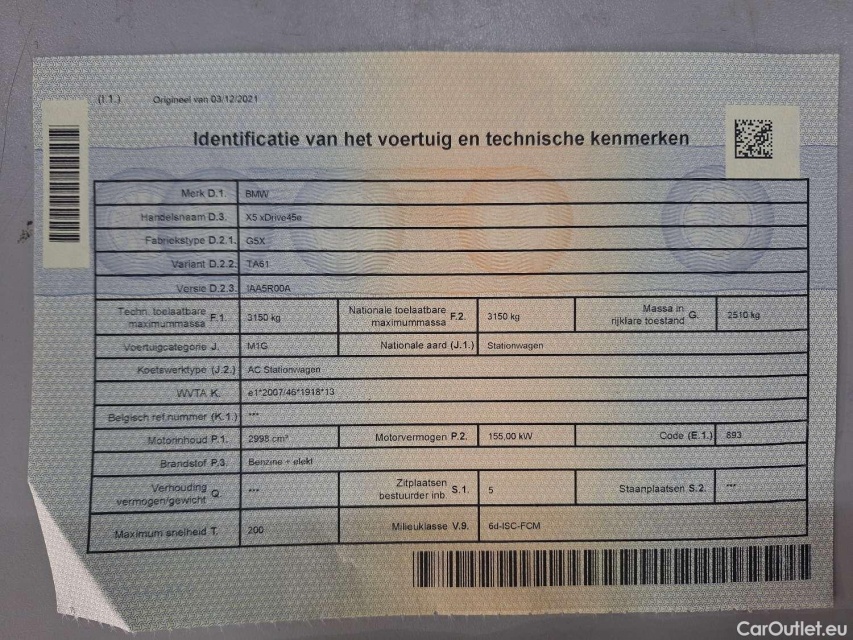 (I.1.) Origineel van 03/12/2021
Identificatie van het voertuig en technische kenmerken
Merk D.1. BMW
Handelsnaam D.3. X5 xDrive45e
Fabriekstype D.2.1. G5X
Variant D.2.2. TA61
Versie D.2.3. IAA5R00A
Techn. toelaatbare maximummassa F.1 3150 kg Nationale toelaatbare maximummassa F.2. 3150 kg Massa in rijklare toestand G. 2510 kg
Voertuigcategorie J. M1G Nationale aard (J.1.) Stationwagen
Koetswerktype (J.2.) AC Stationwagen
WVTA K. e1*2007/46*1918*13
Belgisch ref.nummer (K.1.) ***
Motorinhoud P.1. 2998 cm³ Motorvermogen P.2. 155,00 kW Code (E.1.) 893
Brandstof P.3. Benzine + elekt
Verhouding vermogen/gewicht Q. *** Zitplaatsen bestuurder inb. S.1. 5 Staanplaatsen S.2. ***
Maximum snelheid T. 200 Milieuklasse V.9. 6d-ISC-FCM
CarOutlet.eu